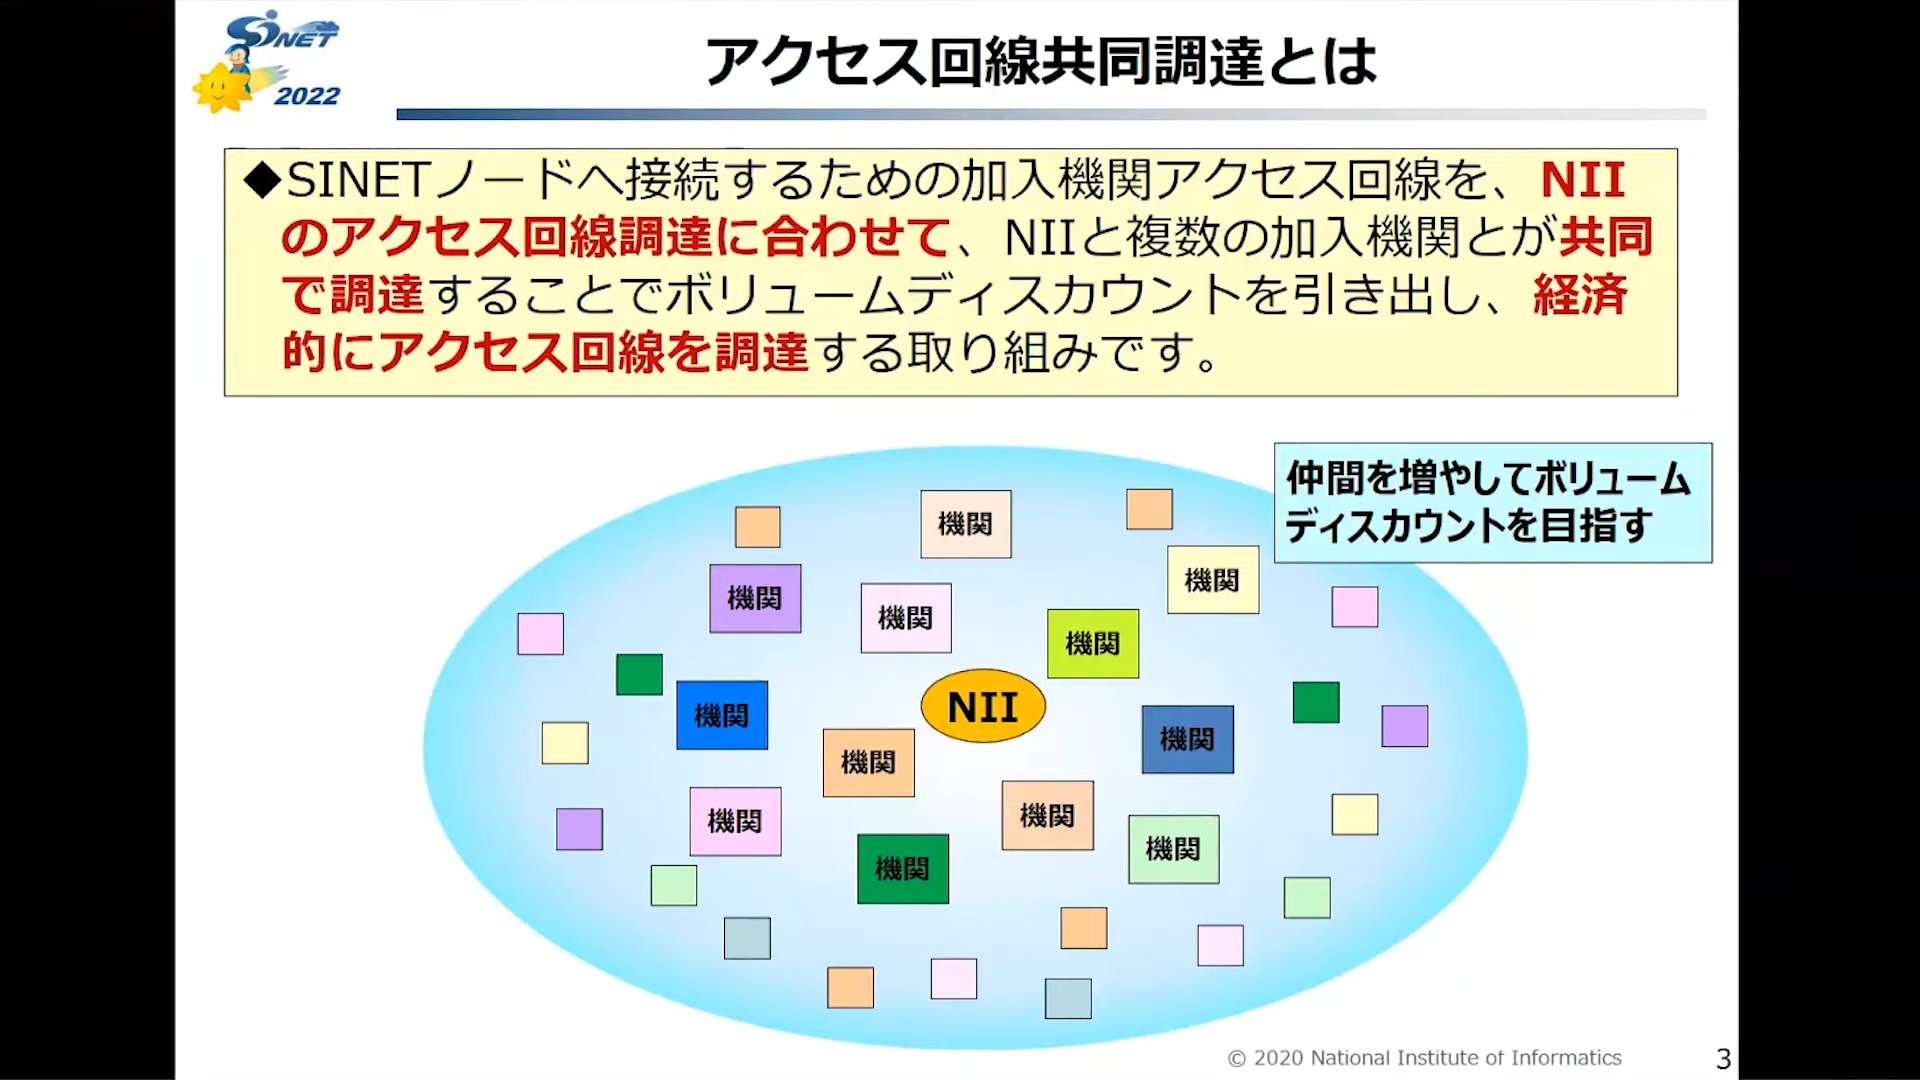 SINET
2022
アクセス回線共同調達とは
◆SINETノードへ接続するための加入機関アクセス回線を、NII
のアクセス回線調達に合わせて、NIIと複数の加入機関とが共同
で調達することでボリュームディスカウントを引き出し、経済
的にアクセス回線を調達する取り組みです。
仲間を増やしてボリューム
ディスカウントを目指す
機関
機関
機関
機関
機関
NII
機関
機関
機関
機関
機関
機関
機関
© 2020 National Institute of Informatics
3